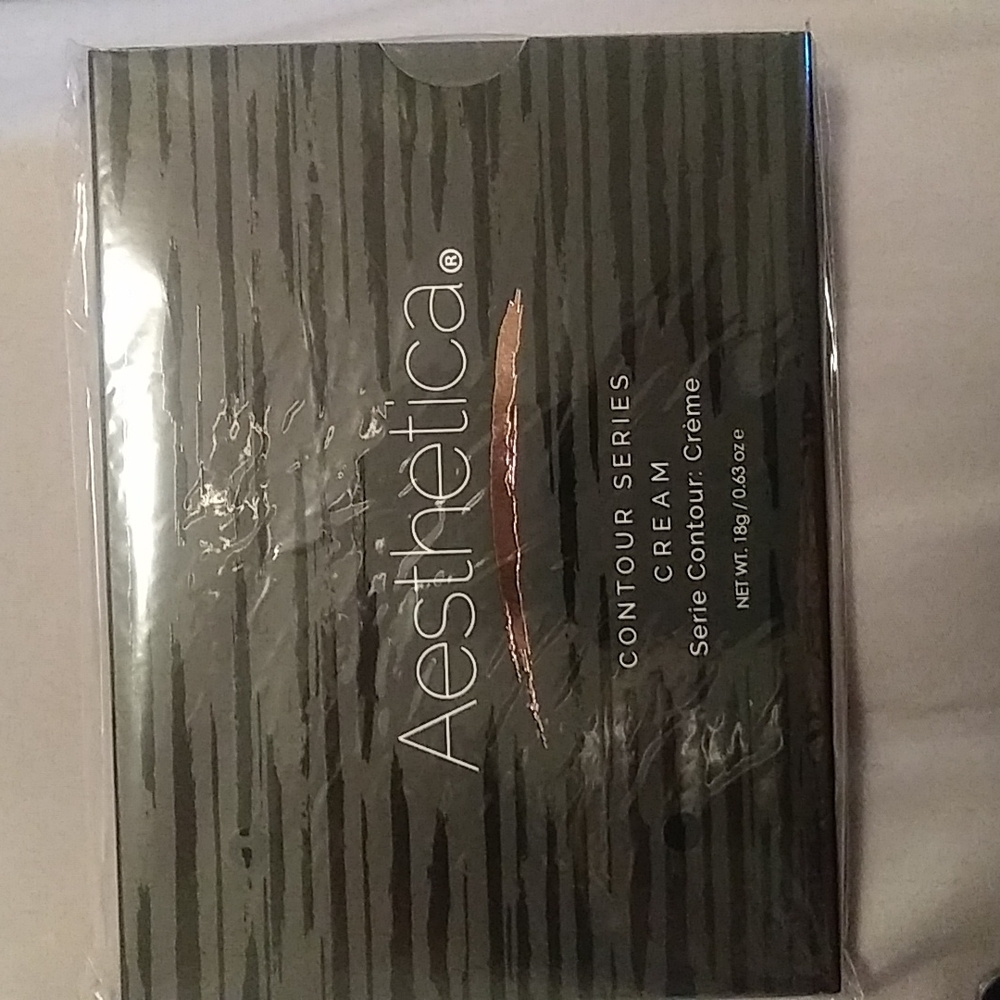 Aesthetica®
CONTOUR SERIES
CREAM
Serie Contour: Crème
NET WT. 18g / 0.63 oz e